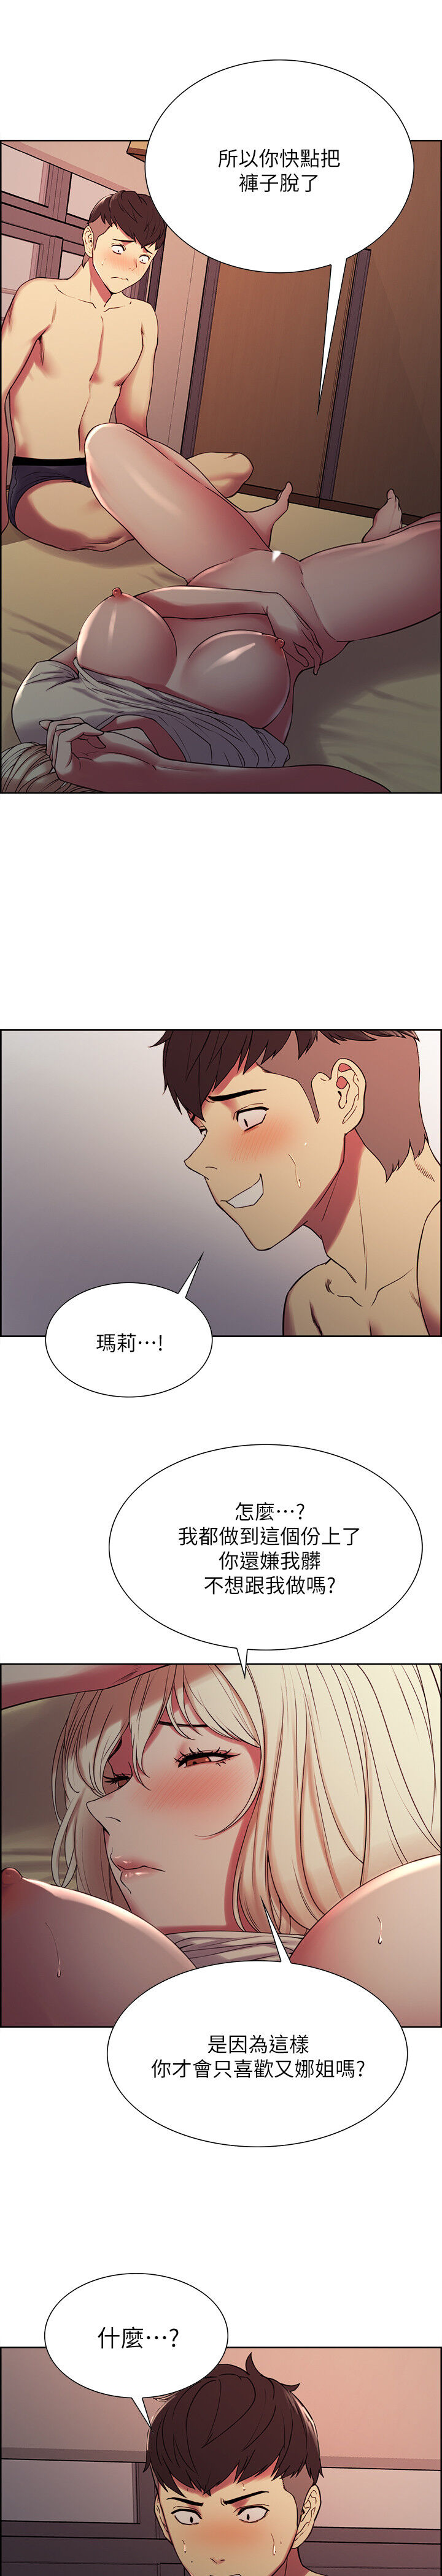 所以你快點把
褲子脫了
瑪莉⋯!
怎麼⋯?
我都做到這個份上了
你還嫌我髒
不想跟我做嗎?
是因為這樣
你才會只喜歡又娜姐嗎?
什麼⋯?